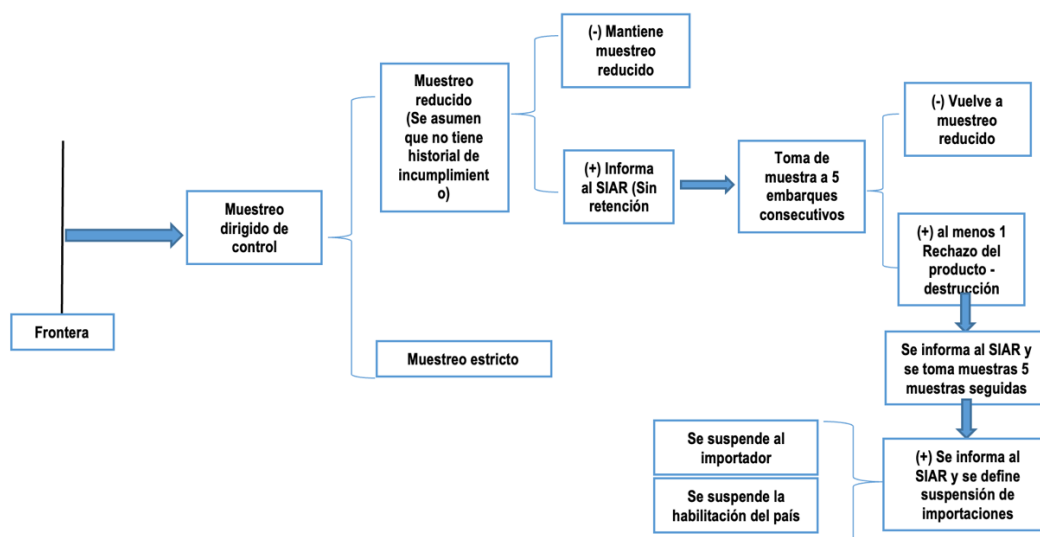 Frontera
Muestreo
dirigido de
control
Muestreo
reducido
(Se asumen
que no tiene
historial de
incumplimient
o)
Muestreo estricto
(-) Mantiene
muestreo
reducido
(+) Informa
al SIAR (Sin
retención
Toma de
muestra a 5
embarques
consecutivos
(-) Vuelve a
muestreo
reducido
(+) al menos 1
Rechazo del
producto -
destrucción
Se informa al SIAR y
se toma muestras 5
muestras seguidas
(+) Se informa al
SIAR y se define
suspensión de
importaciones
Se suspende al
importador
Se suspende la
habilitación del país